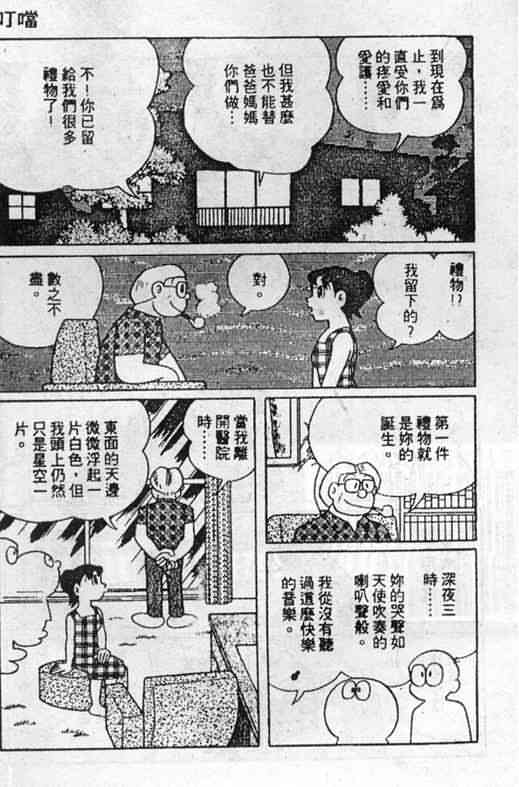 叮噹
到現在爲
止，我一
直受你們
的疼愛和
愛護……
但我甚麼
也不能替
爸爸媽媽
你們做…
不！你已留
給我們很多
禮物了！
禮物!?
我留下的？
對。
數之不
盡。
第一件
禮物就
是妳的
誕生。
深夜三
時……
妳的哭聲如
天使吹奏的
喇叭聲般。
我從沒有聽
過這麼快樂
的音樂。
當我離
開醫院
時……
東面的天邊
微微浮起一
片白色，但
我頭上仍然
只是星空一
片。